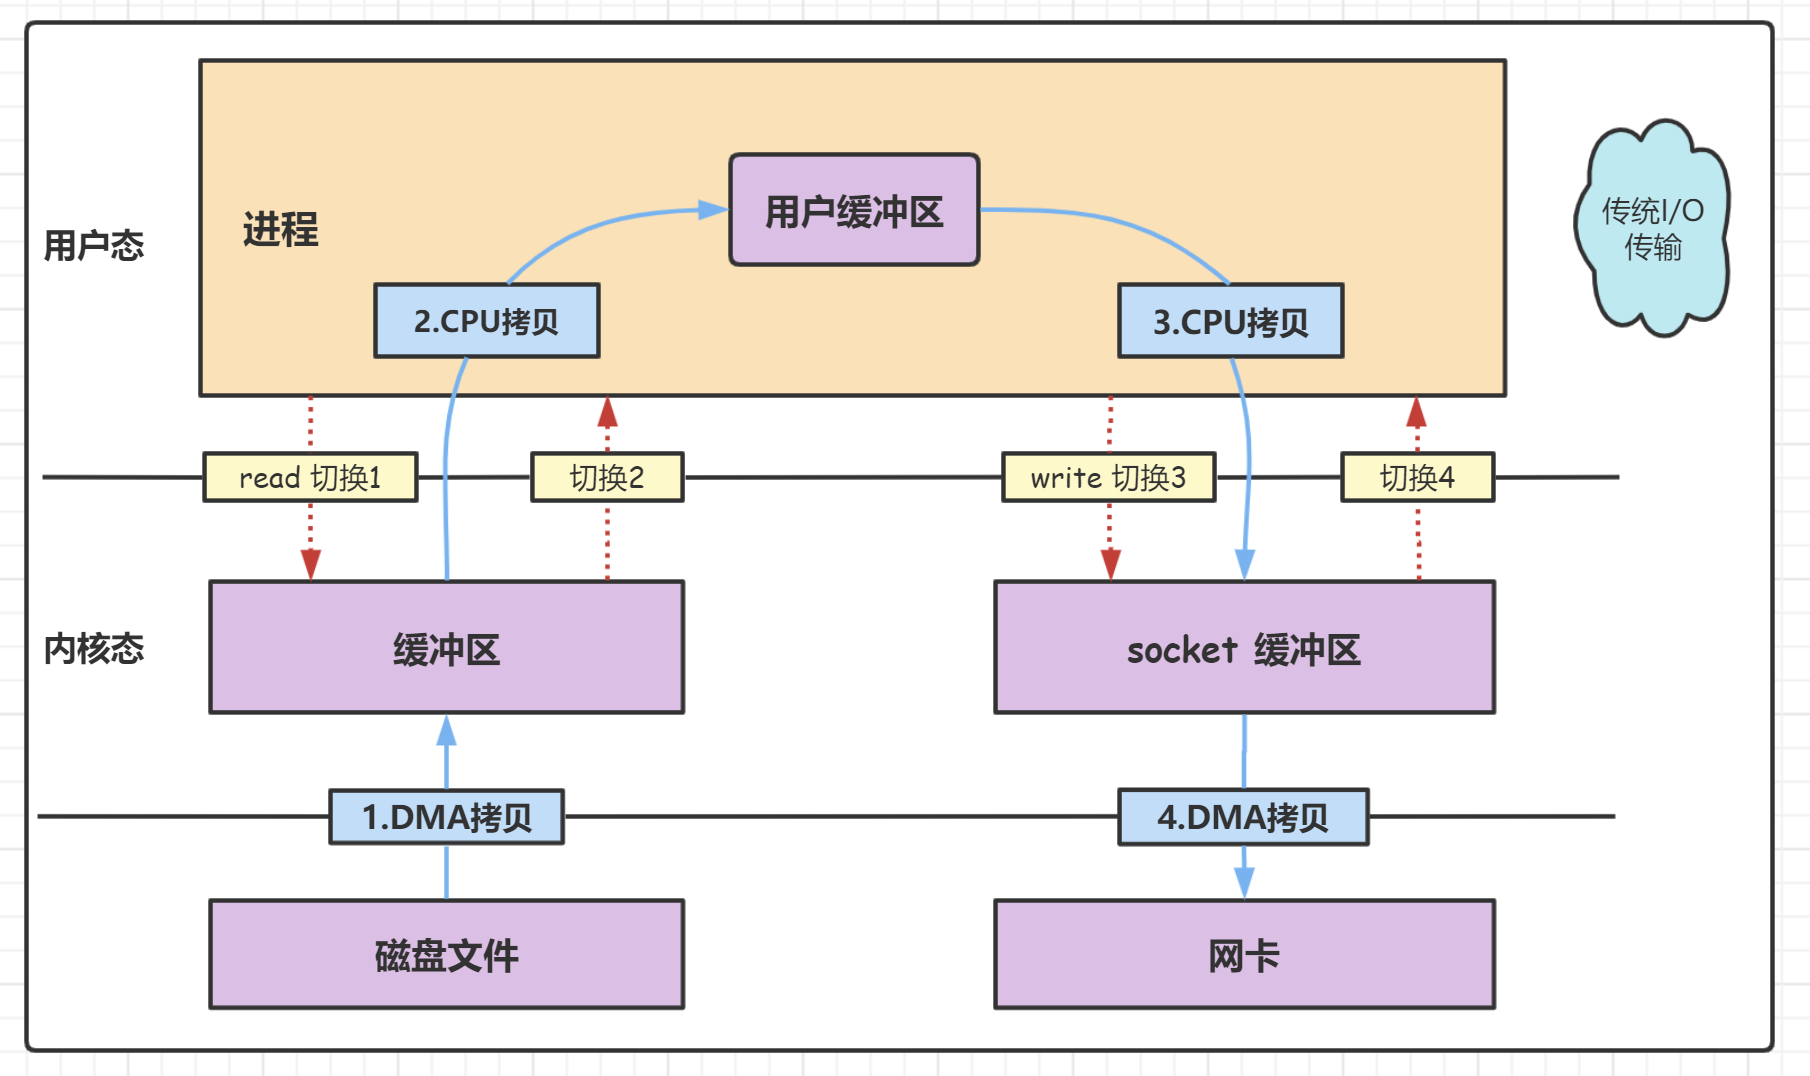 用户缓冲区
进程
用户态
传统I/O
传输
2.CPU拷贝
3.CPU拷贝
read 切换1
切换2
write 切换3
切换4
内核态
缓冲区
socket 缓冲区
1.DMA拷贝
4.DMA拷贝
磁盘文件
网卡